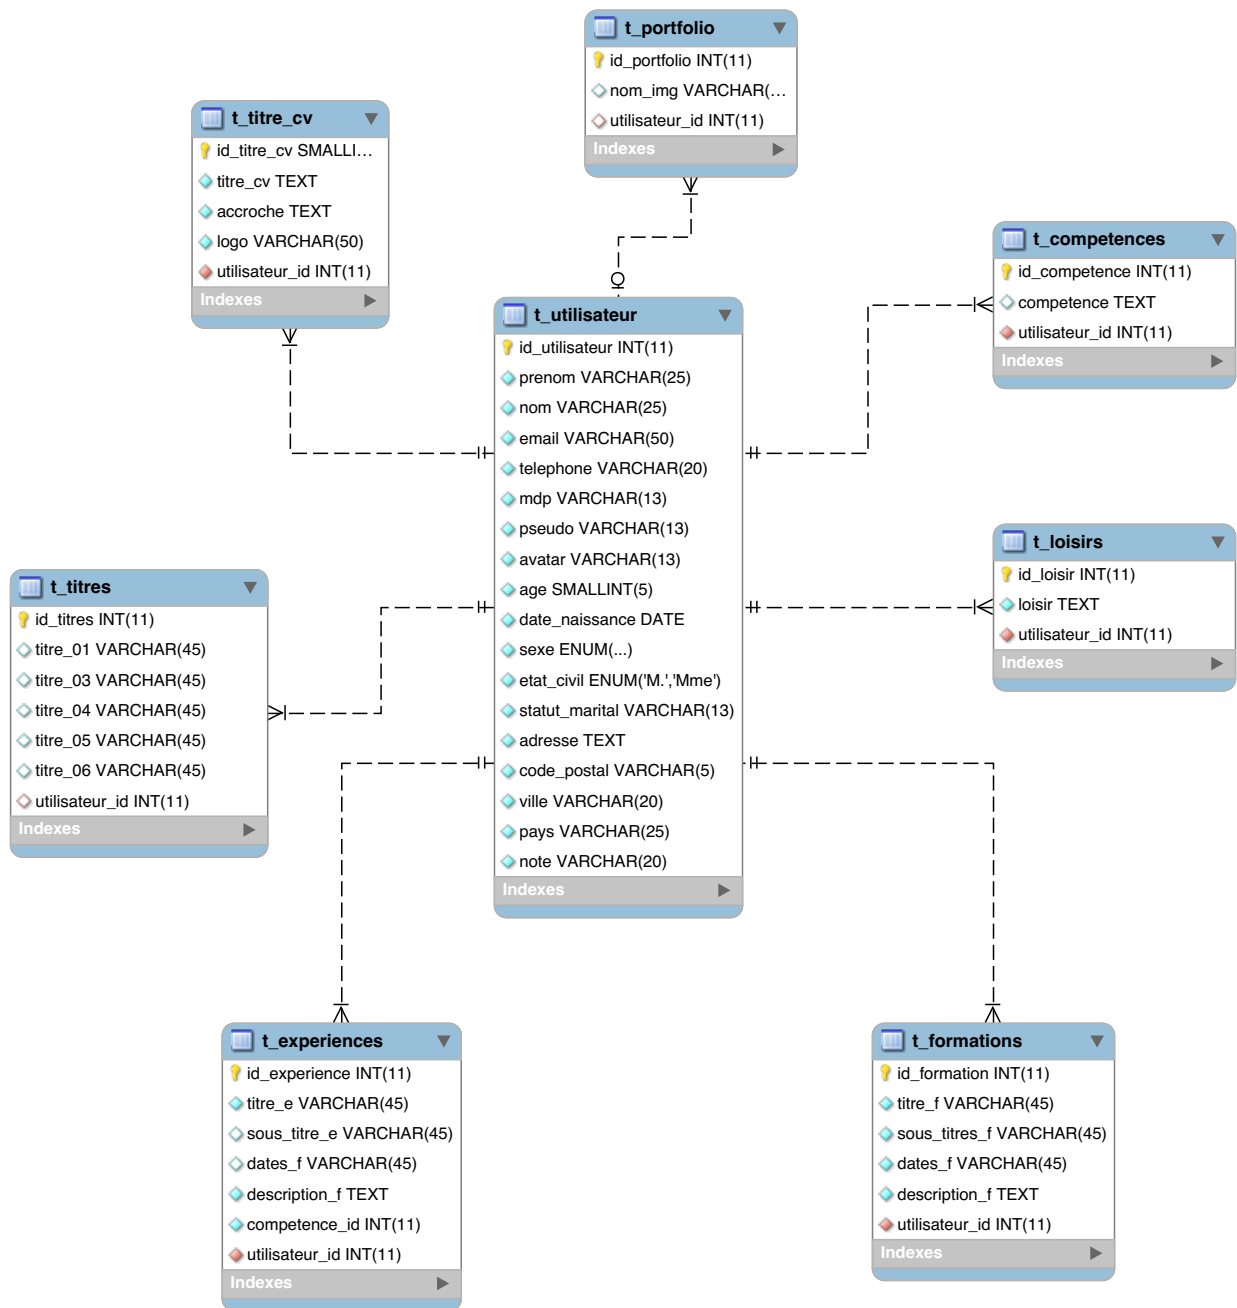 t_portfolio
id_portfolio INT(11)
nom_img VARCHAR(…
utilisateur_id INT(11)
Indexes
t_titre_cv
id_titre_cv SMALLI…
titre_cv TEXT
accroche TEXT
logo VARCHAR(50)
utilisateur_id INT(11)
Indexes
t_competences
id_competence INT(11)
competence TEXT
utilisateur_id INT(11)
Indexes
t_utilisateur
id_utilisateur INT(11)
prenom VARCHAR(25)
nom VARCHAR(25)
email VARCHAR(50)
telephone VARCHAR(20)
mdp VARCHAR(13)
pseudo VARCHAR(13)
avatar VARCHAR(13)
age SMALLINT(5)
date_naissance DATE
sexe ENUM(...)
etat_civil ENUM('M.','Mme')
statut_marital VARCHAR(13)
adresse TEXT
code_postal VARCHAR(5)
ville VARCHAR(20)
pays VARCHAR(25)
note VARCHAR(20)
Indexes
t_loisirs
id_loisir INT(11)
loisir TEXT
utilisateur_id INT(11)
Indexes
t_titres
id_titres INT(11)
titre_01 VARCHAR(45)
titre_03 VARCHAR(45)
titre_04 VARCHAR(45)
titre_05 VARCHAR(45)
titre_06 VARCHAR(45)
utilisateur_id INT(11)
Indexes
t_experiences
id_experience INT(11)
titre_e VARCHAR(45)
sous_titre_e VARCHAR(45)
dates_f VARCHAR(45)
description_f TEXT
competence_id INT(11)
utilisateur_id INT(11)
Indexes
t_formations
id_formation INT(11)
titre_f VARCHAR(45)
sous_titres_f VARCHAR(45)
dates_f VARCHAR(45)
description_f TEXT
utilisateur_id INT(11)
Indexes